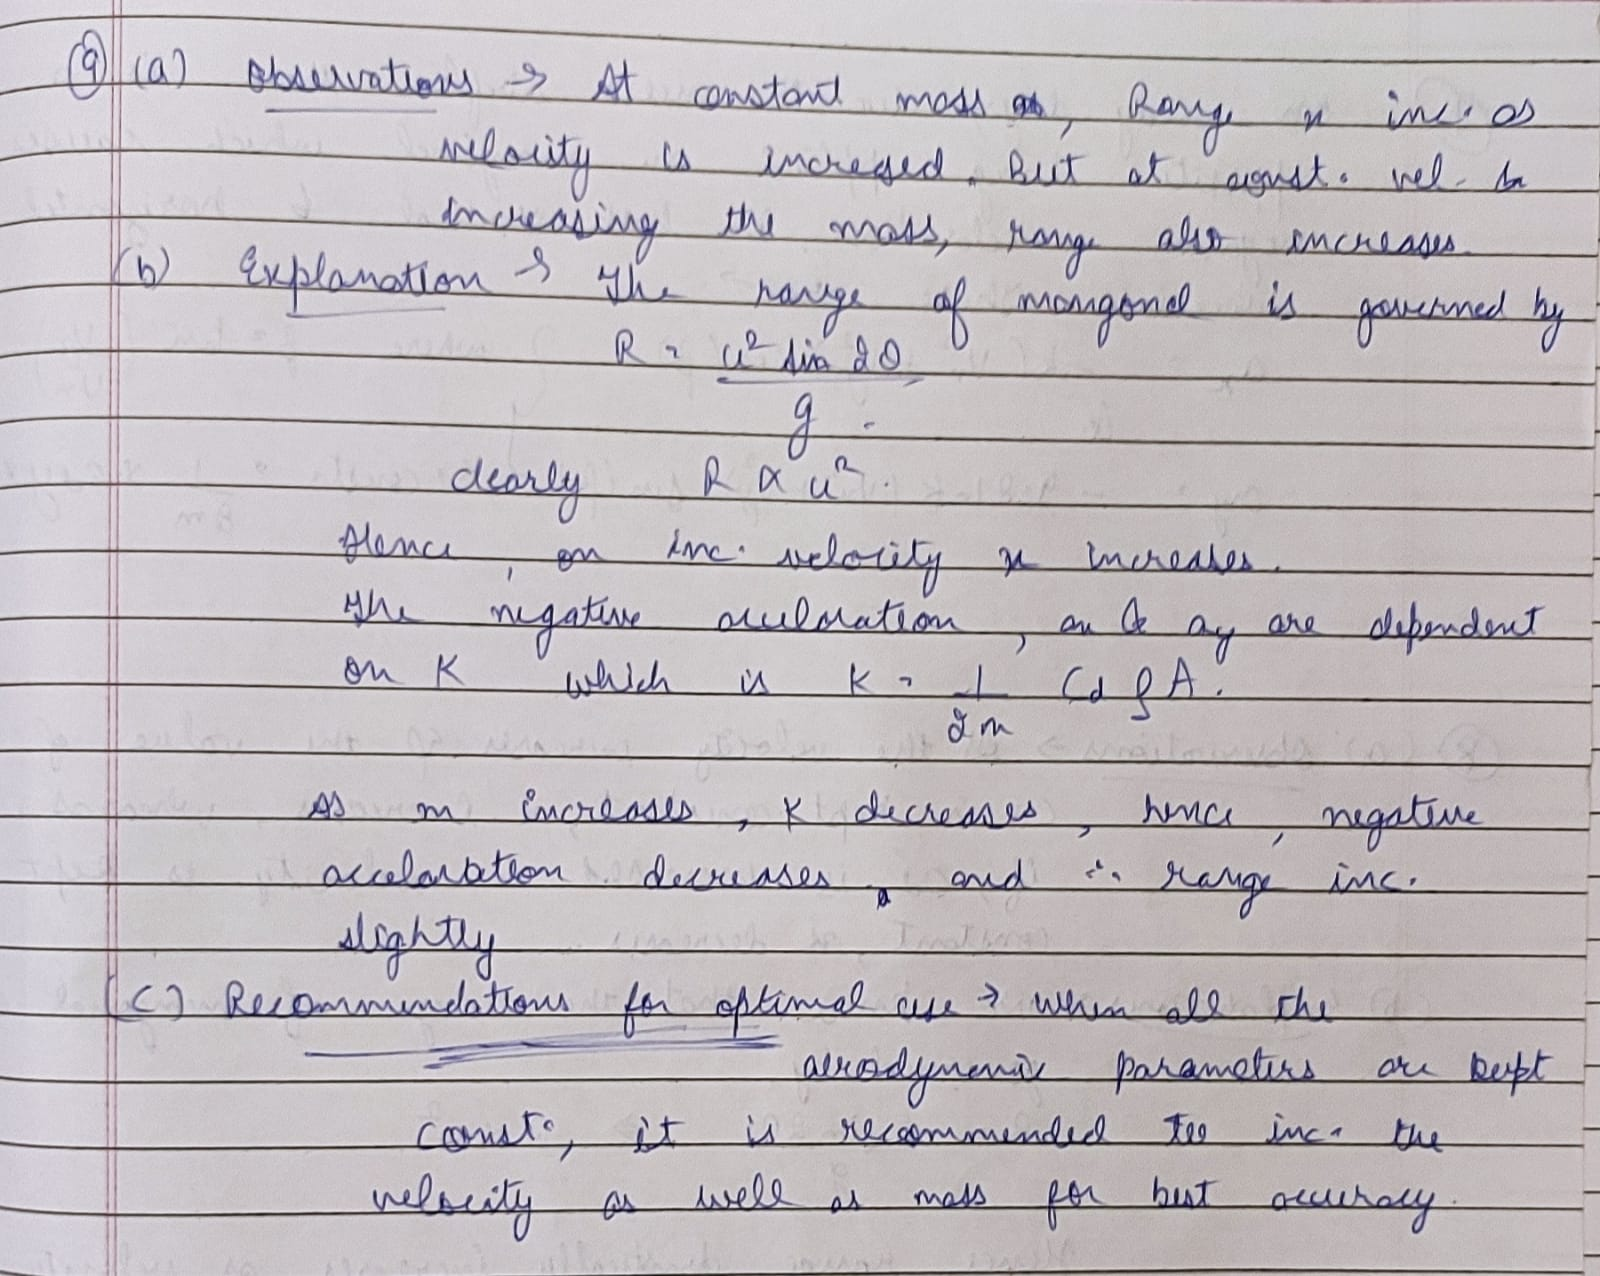 9 (a) Observations → At constant mass, Range x inc. as
velocity is increased. But at const. vel.
increasing the mass, range also increases
(b) Explanation → The range of mangonel is governed by
R = u² sin 2θ
g.
clearly R ∝ u².
Hence, on inc. velocity x increases.
The negative acceleration, ax & ay are dependent
on K which is K = 1 Cd ρ A.
2m
As m increases, K decreases, hence, negative
accelaration decreases, and ∴ range inc.
slightly
(c) Recommendations for optimal use → when all the
aerodynamic parameters are kept
const., it is recommended too inc. the
velocity as well as mass for best accuracy.